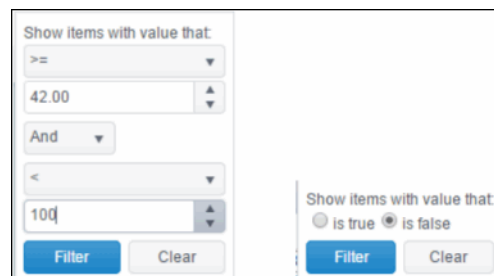 Show items with value that:
>=
42.00
And
<
100
Filter Clear
Show items with value that:
is true is false
Filter Clear